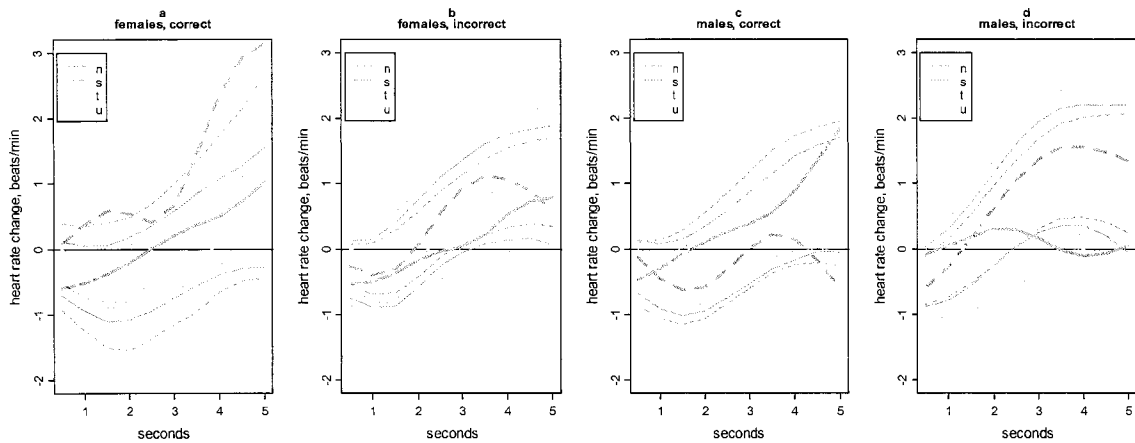 a
females, correct
n
s
t
u
heart rate change, beats/min
3
2
1
0
-1
-2
1 2 3 4 5
seconds
b
females, incorrect
n
s
t
u
heart rate change, beats/min
3
2
1
0
-1
-2
1 2 3 4 5
seconds
c
males, correct
n
s
t
u
heart rate change, beats/min
3
2
1
0
-1
-2
1 2 3 4 5
seconds
d
males, incorrect
n
s
t
u
heart rate change, beats/min
3
2
1
0
-1
-2
1 2 3 4 5
seconds